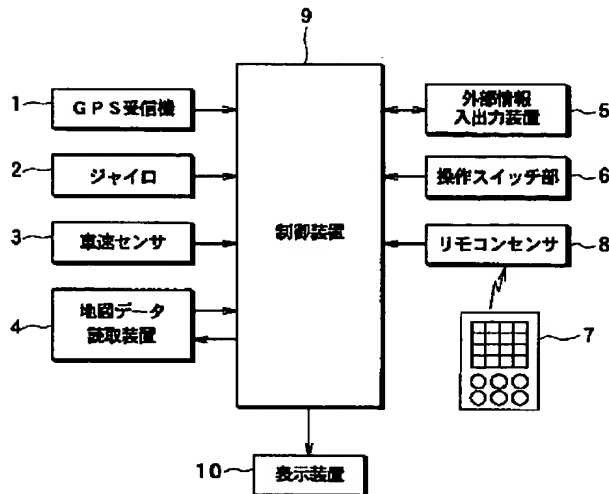 9
1
GPS受信機
2
ジャイロ
3
車速センサ
4
地図データ
読取装置
制御装置
外部情報
入出力装置
5
操作スイッチ部
6
リモコンセンサ
8
7
10
表示装置